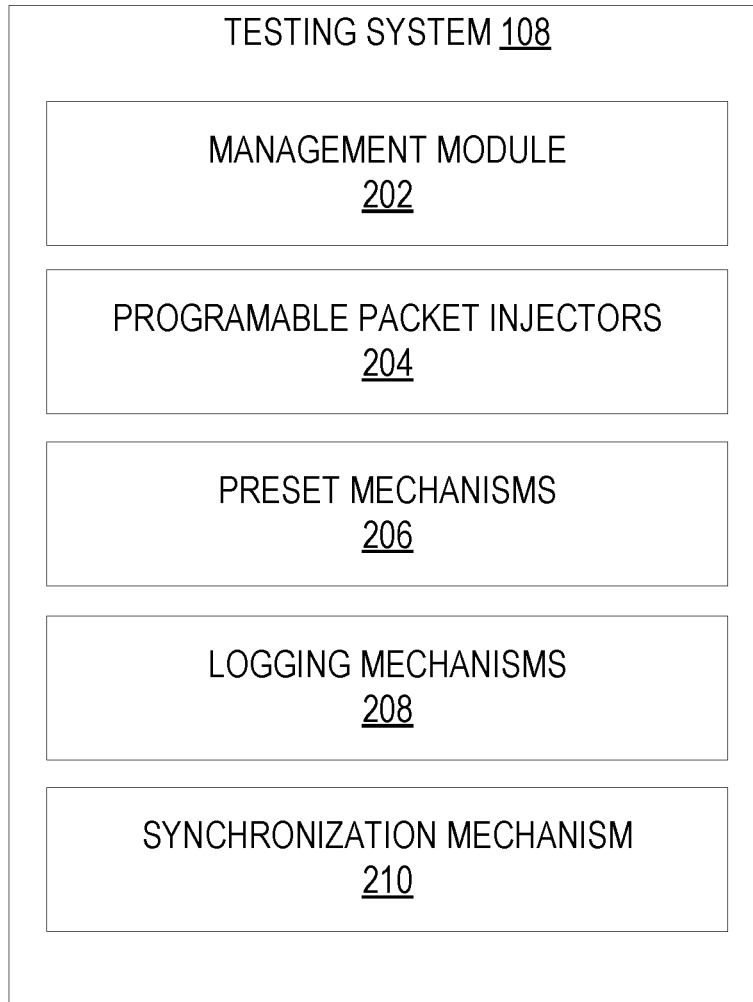 TESTING SYSTEM 108
MANAGEMENT MODULE
202
PROGRAMABLE PACKET INJECTORS
204
PRESET MECHANISMS
206
LOGGING MECHANISMS
208
SYNCHRONIZATION MECHANISM
210